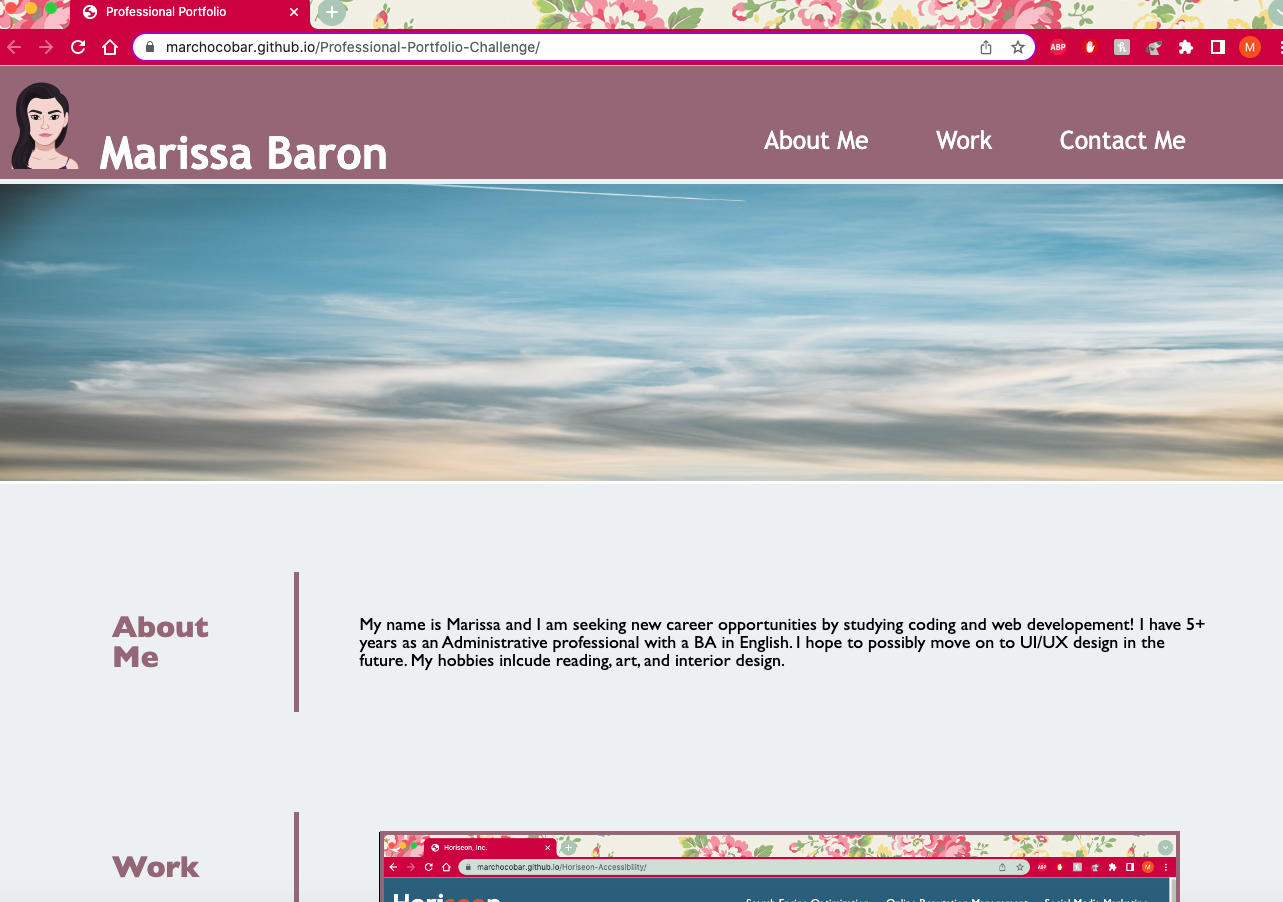 Professional Portfolio
marchocobar.github.io/Professional-Portfolio-Challenge/
ABP
M
Marissa Baron
About Me Work Contact Me
About
Me
My name is Marissa and I am seeking new career opportunities by studying coding and web developement! I have 5+
years as an Administrative professional with a BA in English. I hope to possibly move on to UI/UX design in the
future. My hobbies inlcude reading, art, and interior design.
Work
Horiseon, Inc.
marchocobar.github.io/Horiseon-Accessibility/
ABP
M
Horiseon
Search Engine Optimization Online Reputation Management Social Media Marketing